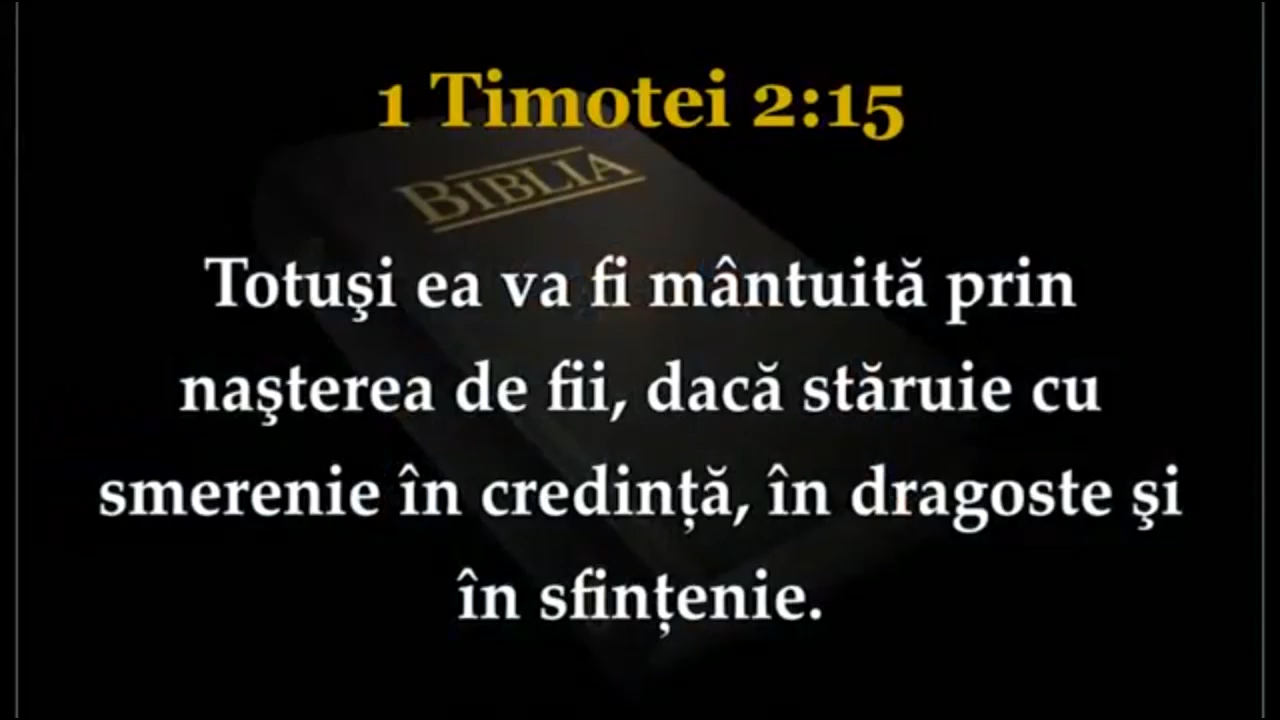 1 Timotei 2:15
BIBLIA
Totuşi ea va fi mântuită prin
naşterea de fii, dacă stăruie cu
smerenie în credință, în dragoste şi
în sfințenie.